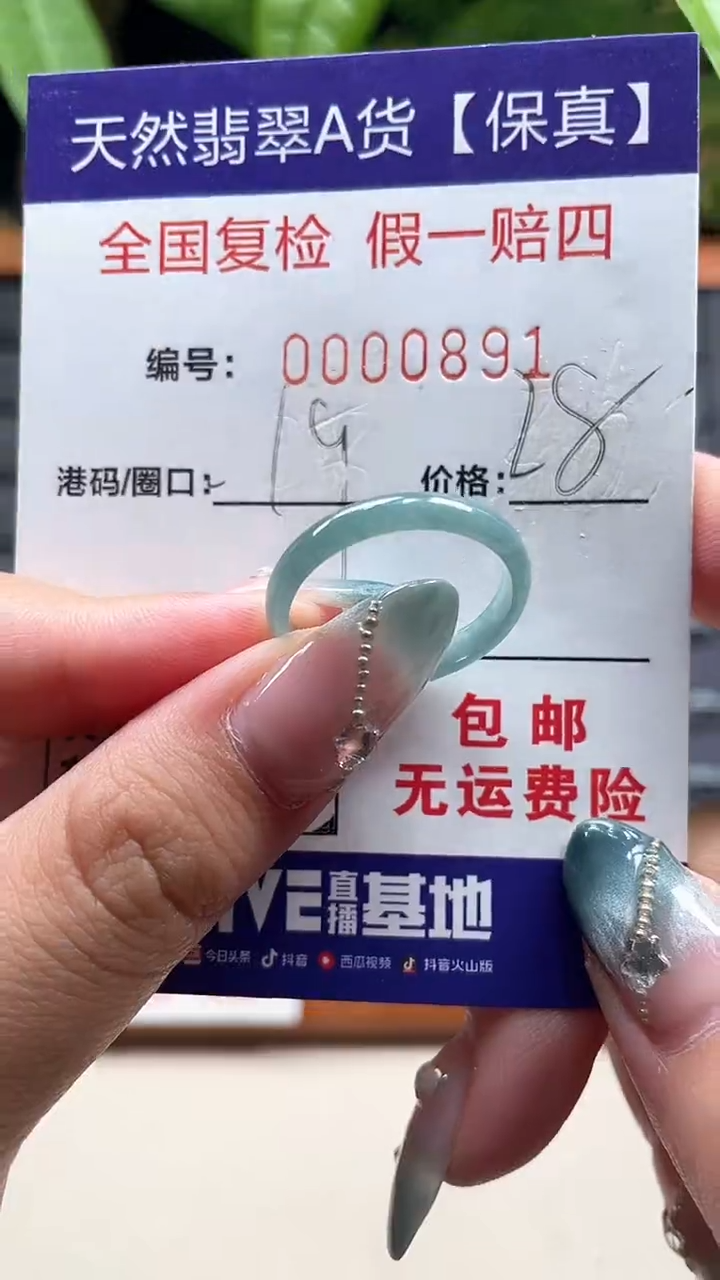 天然翡翠A货【保真】
全国复检 假一赔四
编号: 0000891
港码/圈口: 19 价格:
包邮
无运费险
直播基地
今日头条 抖音 西瓜视频 抖音火山版